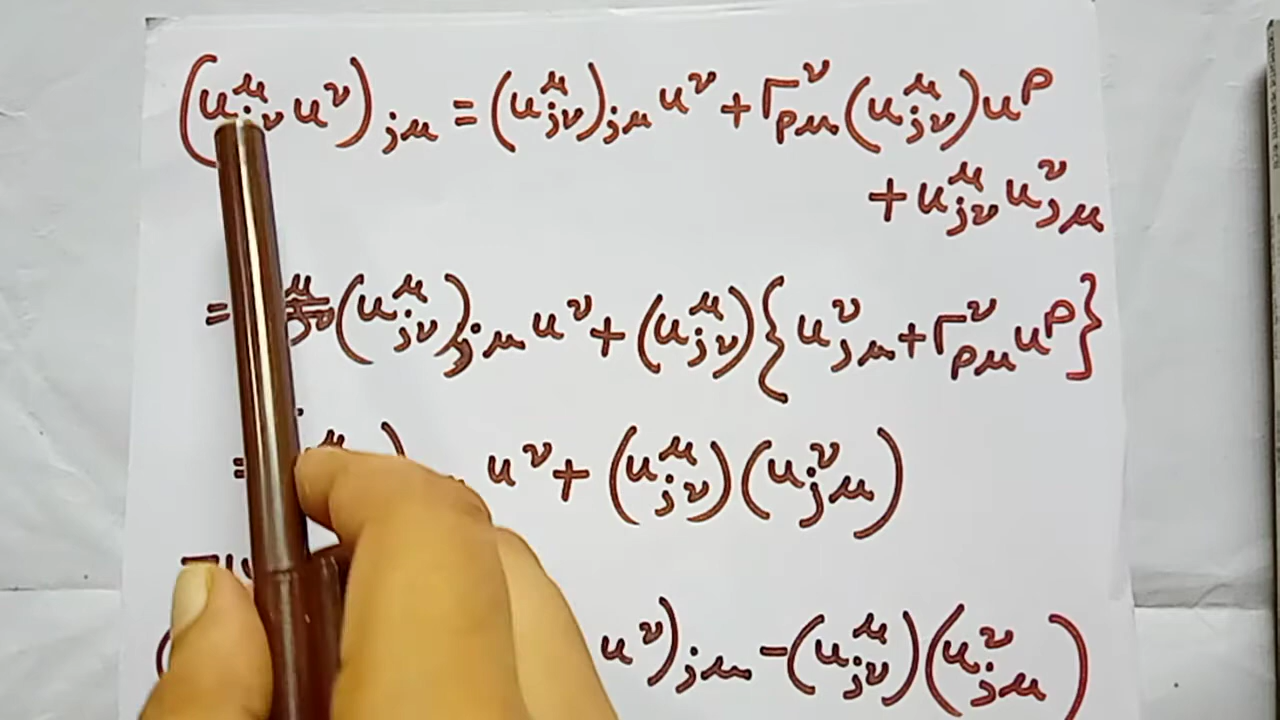 (u^μ_{;ν} u^ν)_{;μ} = (u^μ_{;ν})_{;μ} u^ν + Γ^ν_{ρμ} (u^μ_{;ν}) u^ρ
+ u^μ_{;ν} u^ν_{;μ}
= (u^μ_{;ν})_{;μ} u^ν + (u^μ_{;ν}) { u^ν_{;μ} + Γ^ν_{ρμ} u^ρ }
= u^ν + (u^μ_{;ν}) (u^ν_{;μ})
u^ν)_{;μ} - (u^μ_{;ν}) (u^ν_{;μ})